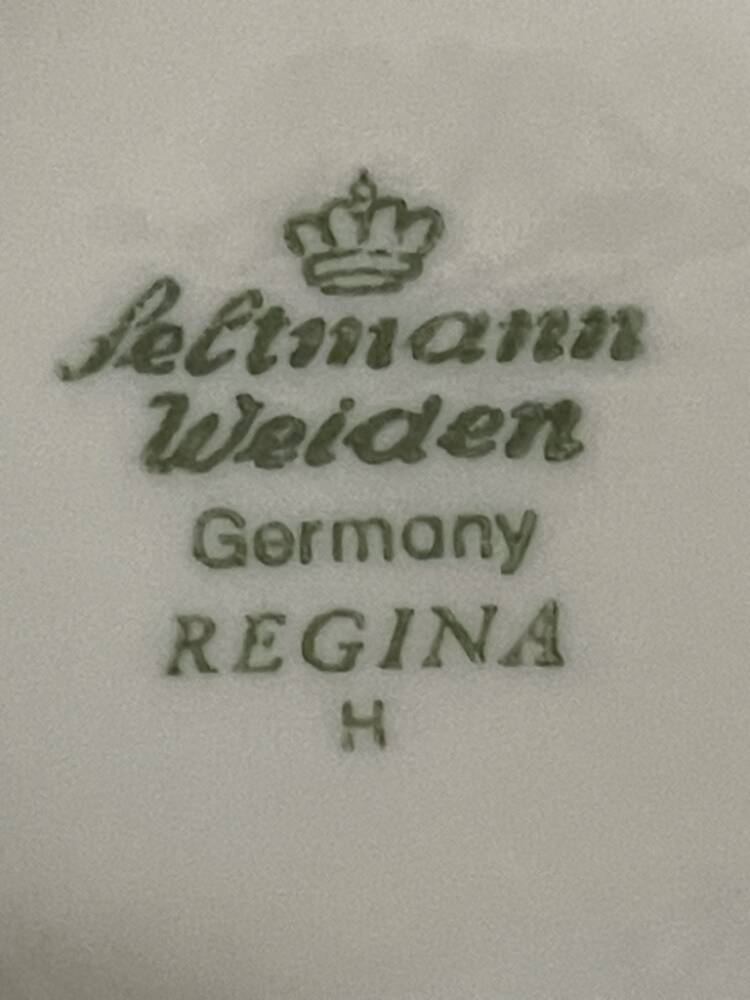 Seltmann
Weiden
Germany
REGINA
H